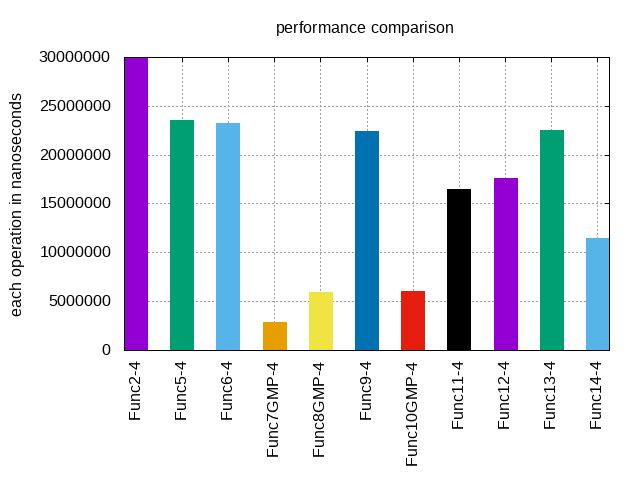 performance comparison
each operation in nanoseconds
30000000
25000000
20000000
15000000
10000000
5000000
0
Func2-4
Func5-4
Func6-4
Func7GMP-4
Func8GMP-4
Func9-4
Func10GMP-4
Func11-4
Func12-4
Func13-4
Func14-4